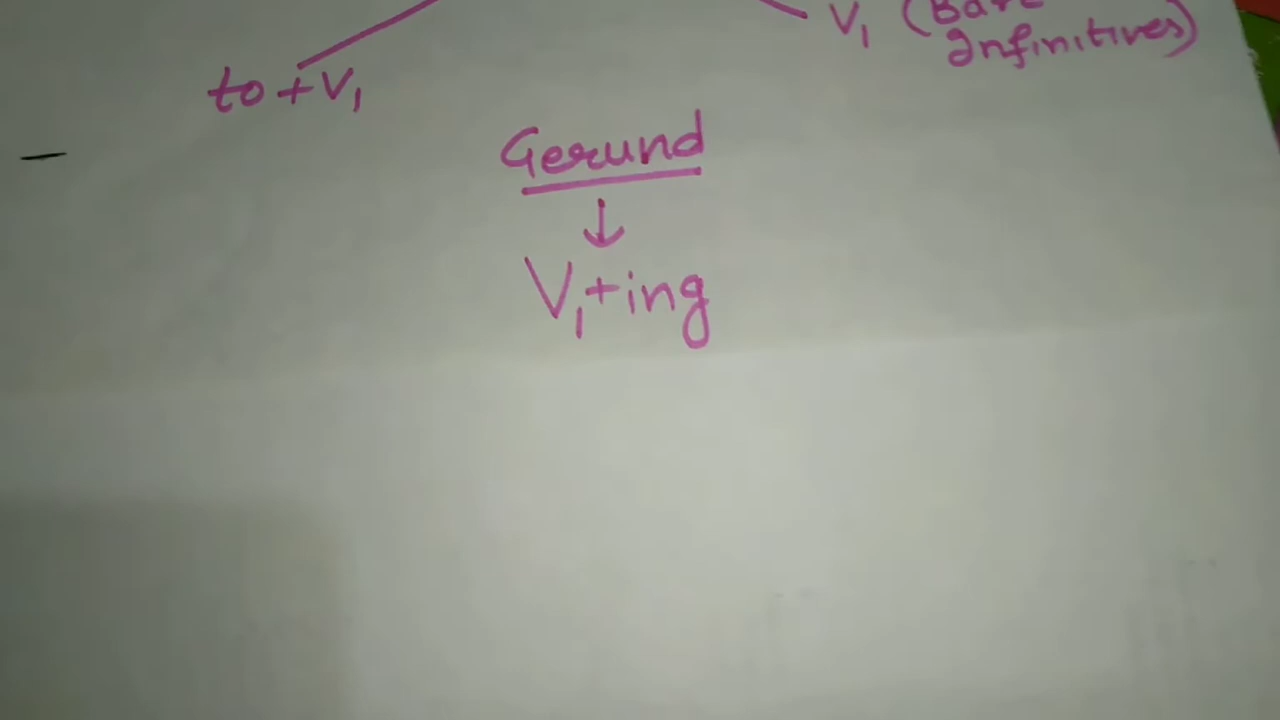 V₁ (Bare
Infinitives)
to + V₁
Gerund
↓
V₁+ing